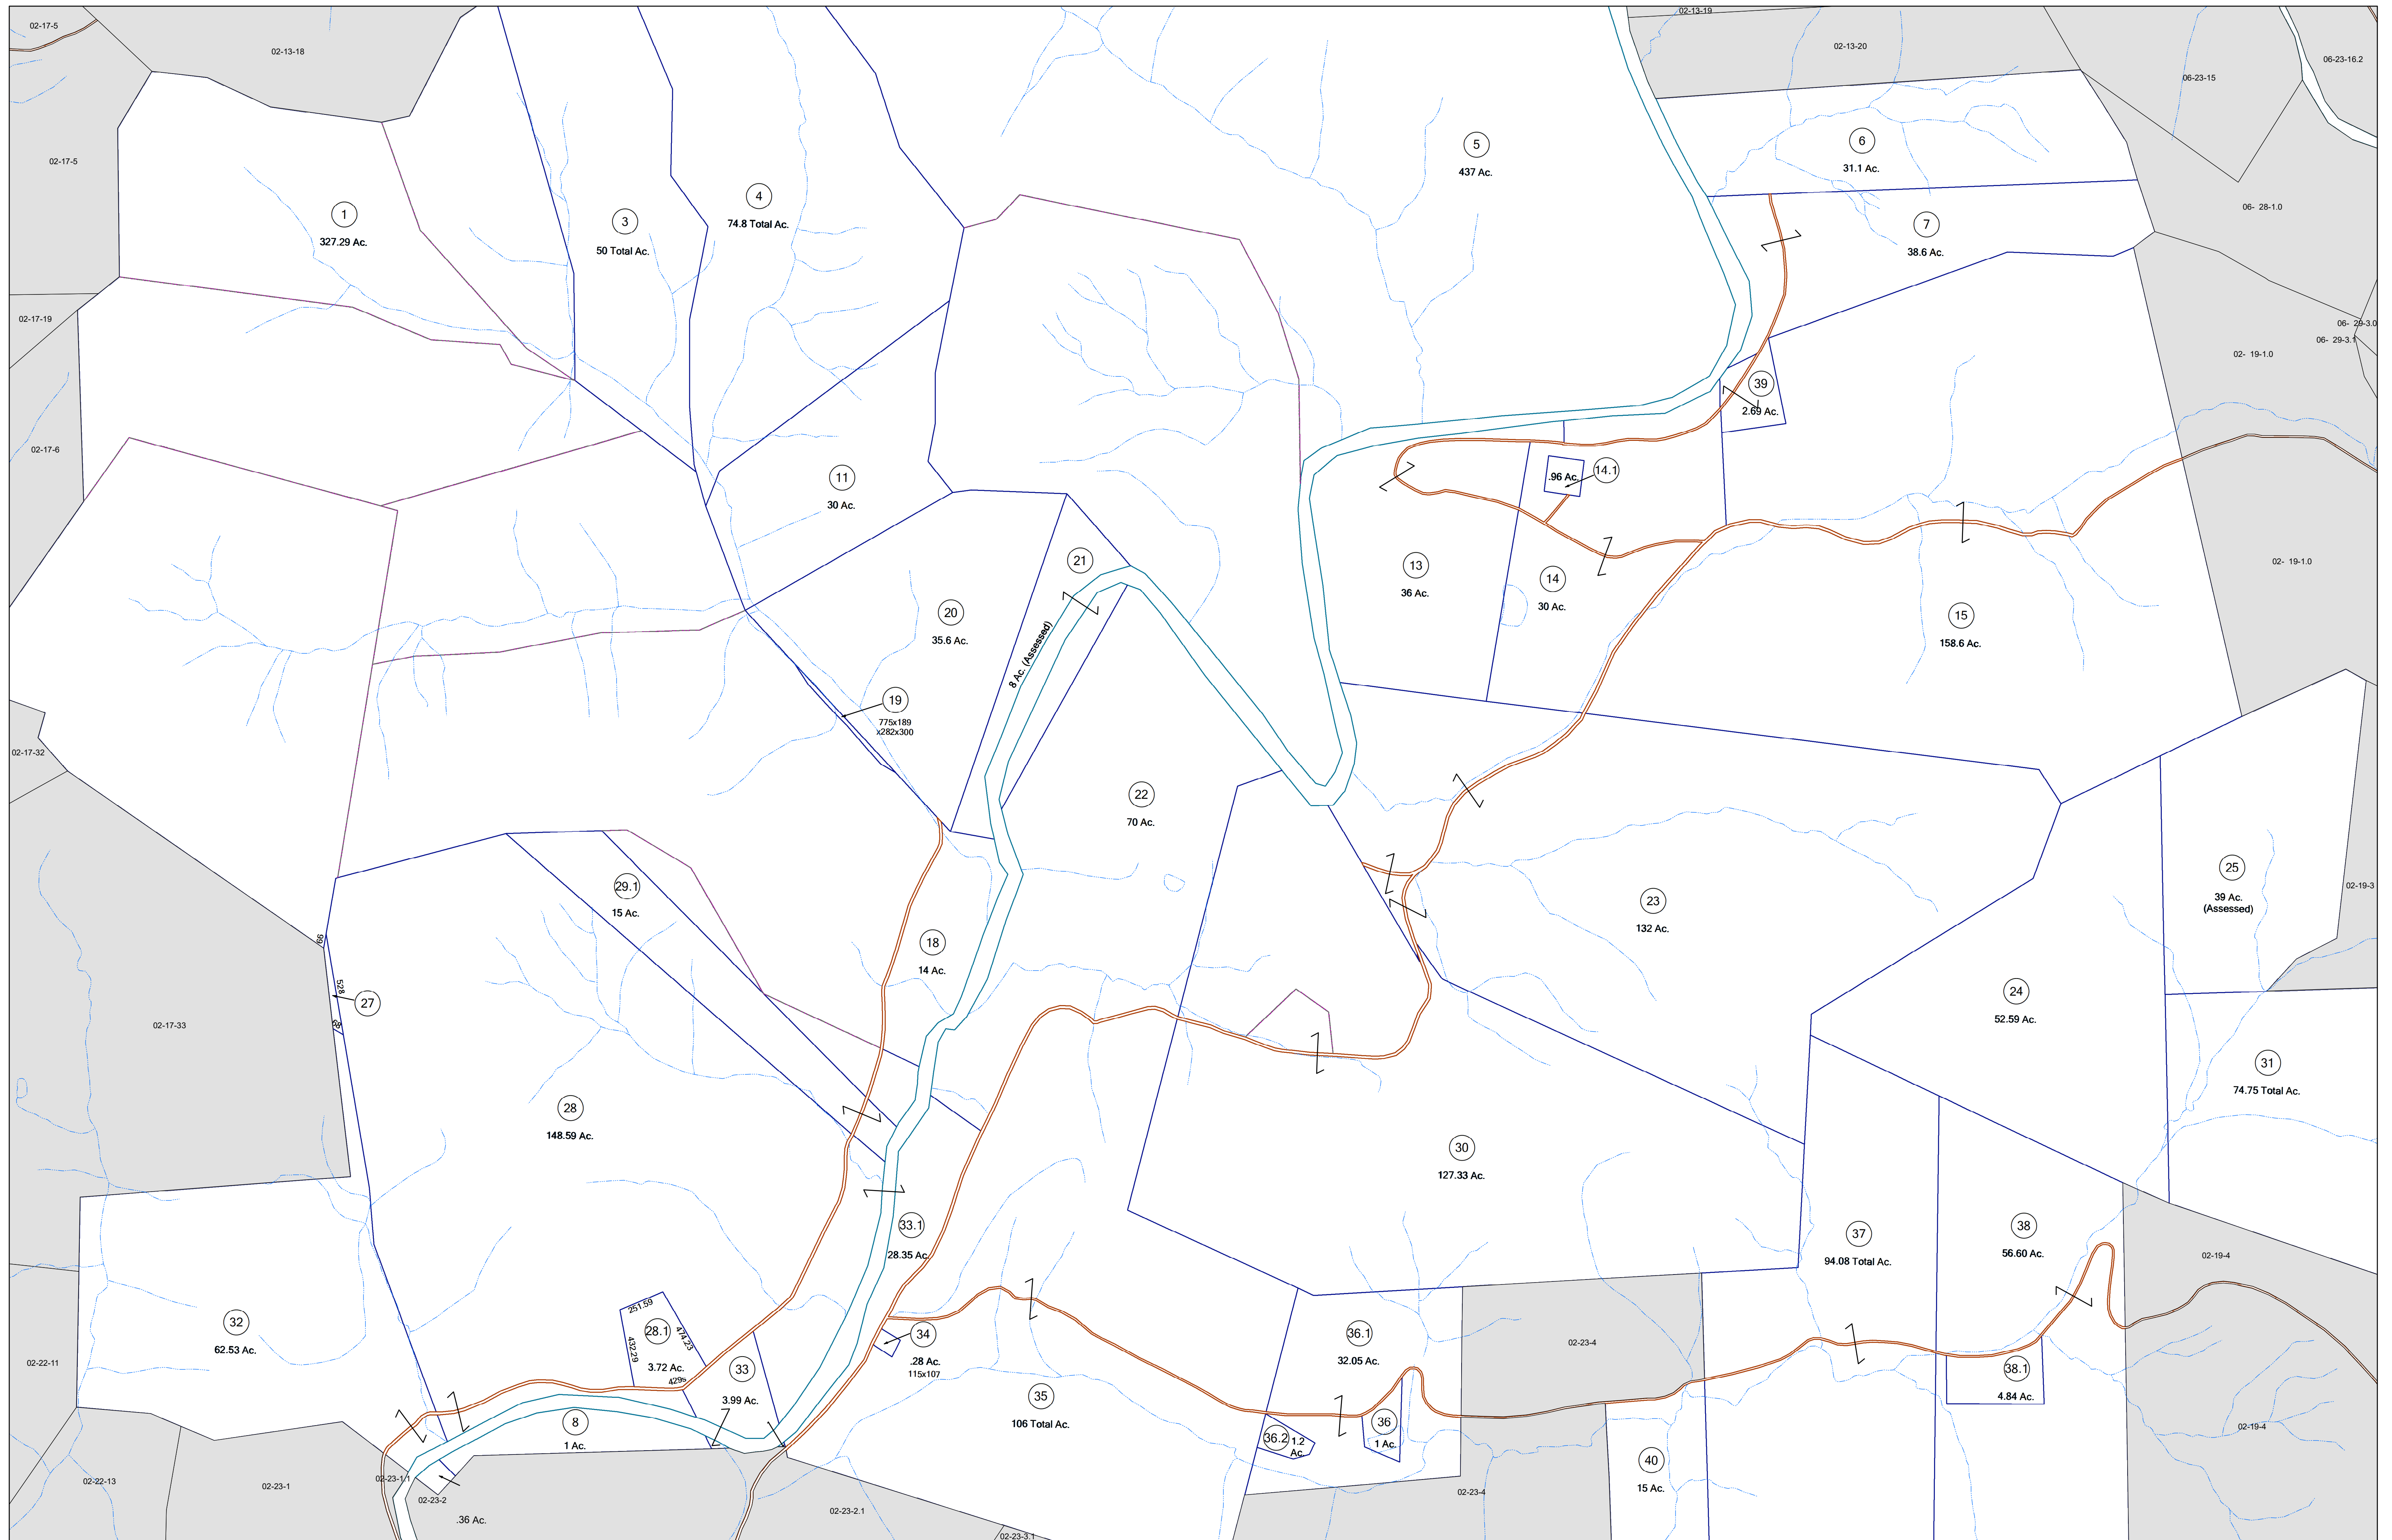 02-17-5
02-13-18
02-13-19
02-13-20
06-23-15
06-23-16.2
02-17-5
1
327.29 Ac.
3
50 Total Ac.
4
74.8 Total Ac.
5
437 Ac.
6
31.1 Ac.
7
38.6 Ac.
06- 28-1.0
02-17-19
06- 29-3.0
06- 29-3.1
02- 19-1.0
39
2.69 Ac.
02-17-6
11
30 Ac.
.96 Ac.
14.1
21
13
36 Ac.
14
30 Ac.
02- 19-1.0
20
35.6 Ac.
8 Ac. (Assessed)
15
158.6 Ac.
19
775x189
x282x300
02-17-32
22
70 Ac.
29.1
15 Ac.
23
132 Ac.
25
39 Ac.
(Assessed)
02-19-3
18
14 Ac.
99
528
27
02-17-33
24
52.59 Ac.
31
74.75 Total Ac.
28
148.59 Ac.
30
127.33 Ac.
33.1
28.35 Ac.
37
94.08 Total Ac.
38
56.60 Ac.
02-19-4
32
62.53 Ac.
251.59
432.29
474.23
28.1
3.72 Ac.
429s
33
3.99 Ac.
34
.28 Ac.
115x107
36.1
32.05 Ac.
02-23-4
02-22-11
35
106 Total Ac.
38.1
4.84 Ac.
8
1 Ac.
36.2
1.2
Ac.
36
1 Ac.
02-19-4
40
15 Ac.
02-22-13
02-23-1
02-23-1.1
02-23-2
.36 Ac.
02-23-2.1
02-23-3.1
02-23-4